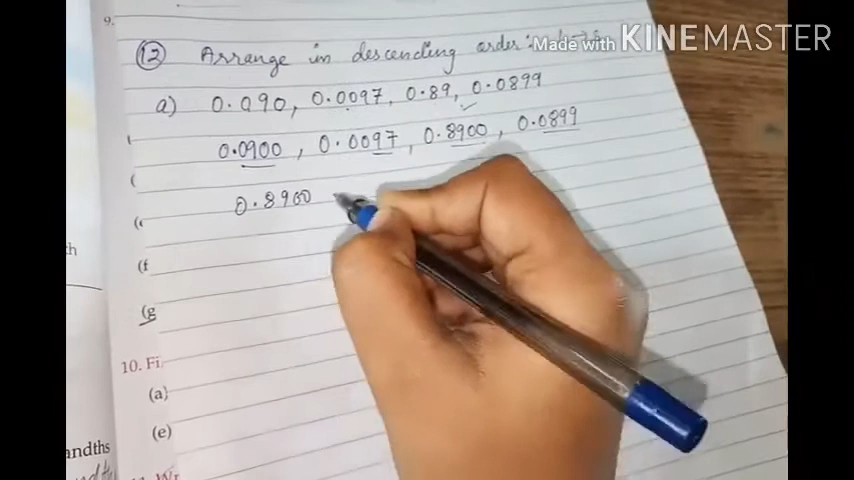 9.
Made with KINEMASTER
(12) Arrange in descending order:
a) 0.090, 0.0097, 0.89, 0.0899
0.0900, 0.0097, 0.8900, 0.0899
0.8900
(
(
(f
(g
10. Fi
(a)
(e)
andths